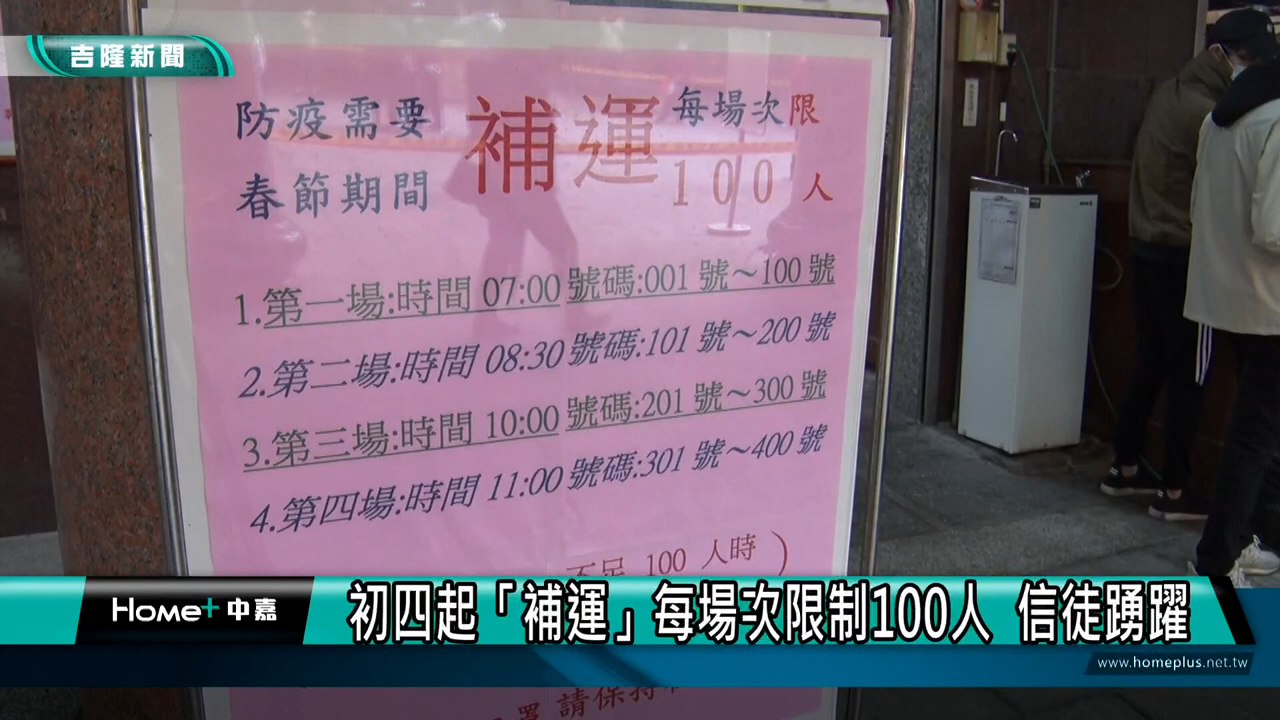 吉隆新聞
防疫需要 補運 每場次限
春節期間 100 人
1.第一場:時間 07:00 號碼:001 號～100 號
2.第二場:時間 08:30 號碼:101 號～200 號
3.第三場:時間 10:00 號碼:201 號～300 號
4.第四場:時間 11:00 號碼:301 號～400 號
不足 100 人時)
Home+中嘉 初四起「補運」每場次限制100人 信徒踴躍
www.homeplus.net.tw
罩 請保持